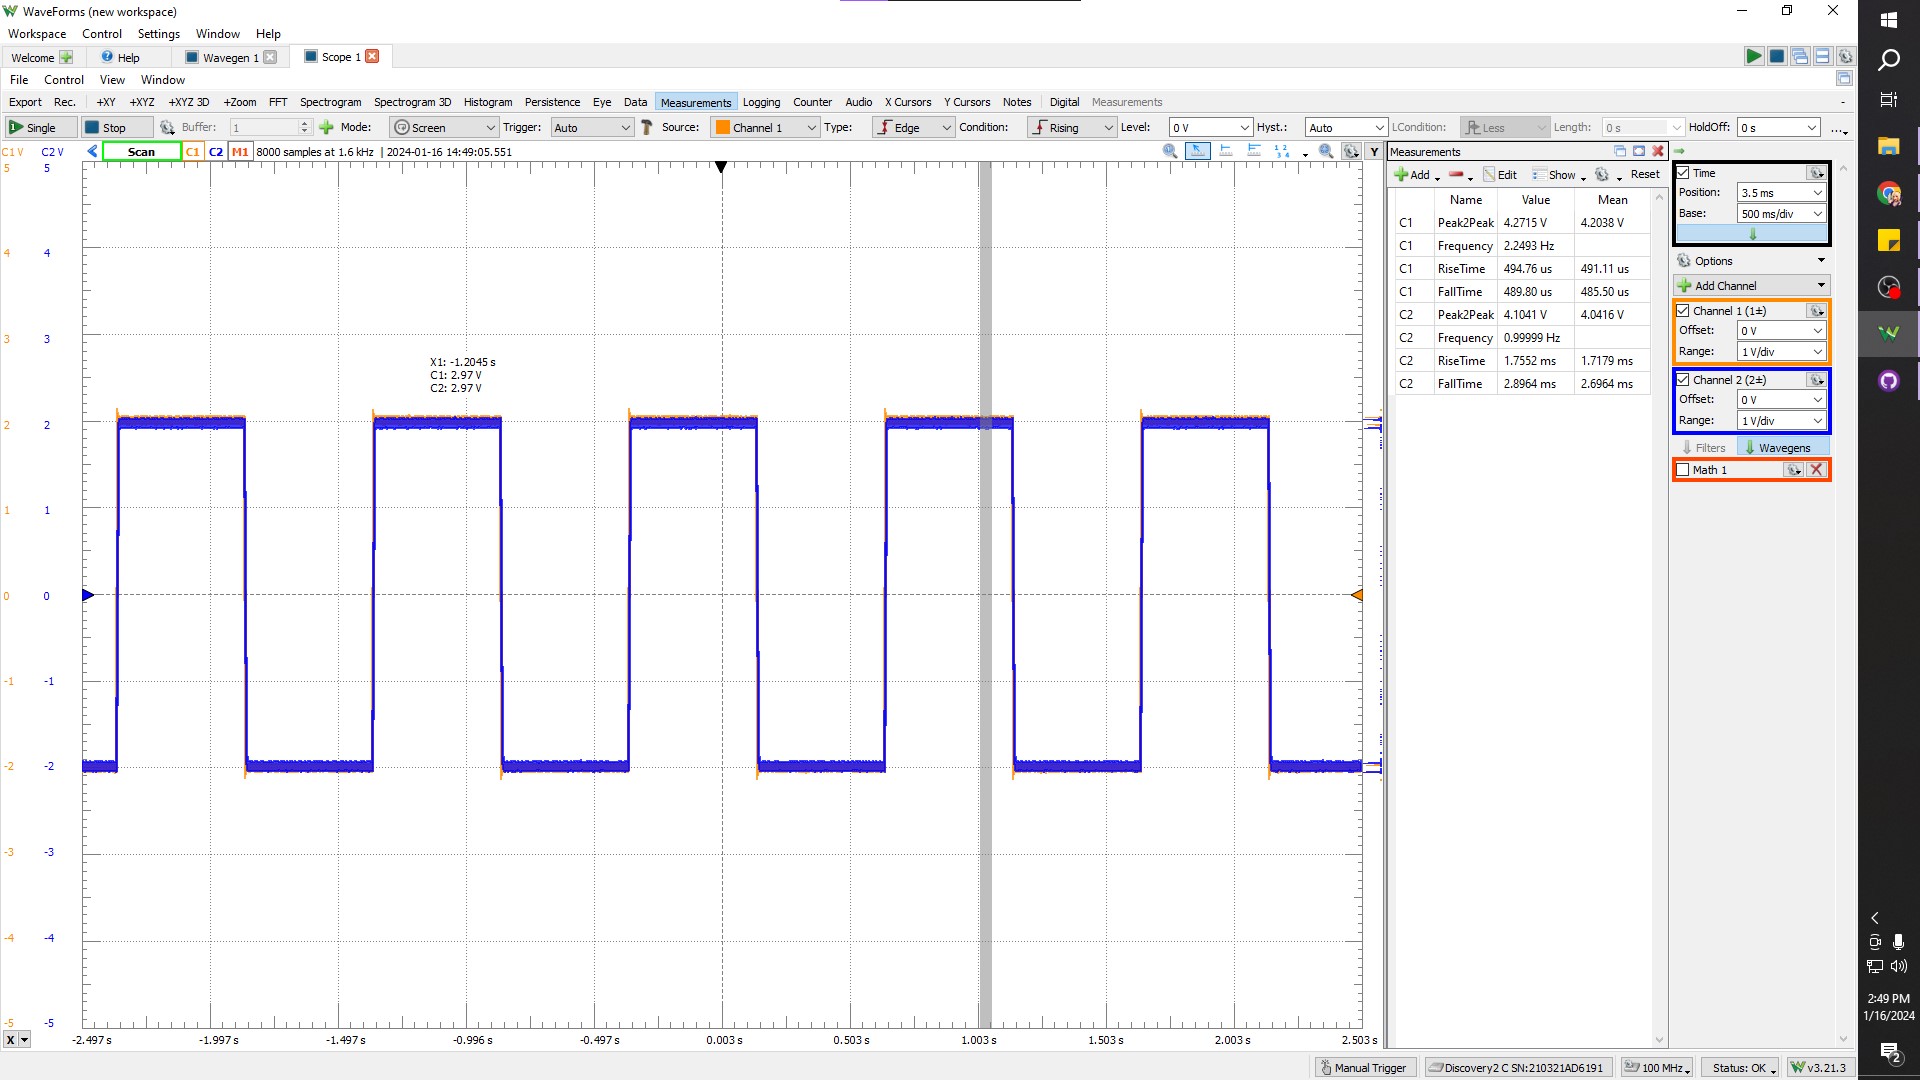 WaveForms (new workspace)
Workspace Control Settings Window Help
Welcome Help Wavegen 1 Scope 1
File Control View Window
Export Rec. +XY +XYZ +XYZ 3D +Zoom FFT Spectrogram Spectrogram 3D Histogram Persistence Eye Data Measurements Logging Counter Audio X Cursors Y Cursors Notes Digital Measurements
Single Stop Buffer: 1 Mode: Screen Trigger: Auto Source: Channel 1 Type: Edge Condition: Rising Level: 0 V Hyst.: Auto LCondition: Less Length: 0 s HoldOff: 0 s ...
C1 V C2 V Scan C1 C2 M1 8000 samples at 1.6 kHz | 2024-01-16 14:49:05.551 Y
5 5
4 4
3 3
2 2
1 1
0 0
-1 -1
-2 -2
-3 -3
-4 -4
-5 -5
X1: -1.2045 s
C1: 2.97 V
C2: 2.97 V
X -2.497 s -1.997 s -1.497 s -0.996 s -0.497 s 0.003 s 0.503 s 1.003 s 1.503 s 2.003 s 2.503 s
Measurements
Add Edit Show Reset
Name Value Mean
C1 Peak2Peak 4.2715 V 4.2038 V
C1 Frequency 2.2493 Hz
C1 RiseTime 494.76 us 491.11 us
C1 FallTime 489.80 us 485.50 us
C2 Peak2Peak 4.1041 V 4.0416 V
C2 Frequency 0.99999 Hz
C2 RiseTime 1.7552 ms 1.7179 ms
C2 FallTime 2.8964 ms 2.6964 ms
Time
Position: 3.5 ms
Base: 500 ms/div
Options
Add Channel
Channel 1 (1±)
Offset: 0 V
Range: 1 V/div
Channel 2 (2±)
Offset: 0 V
Range: 1 V/div
Filters Wavegens
Math 1
Manual Trigger Discovery2 C SN:210321AD6191 100 MHz Status: OK v3.21.3
2:49 PM
1/16/2024
2